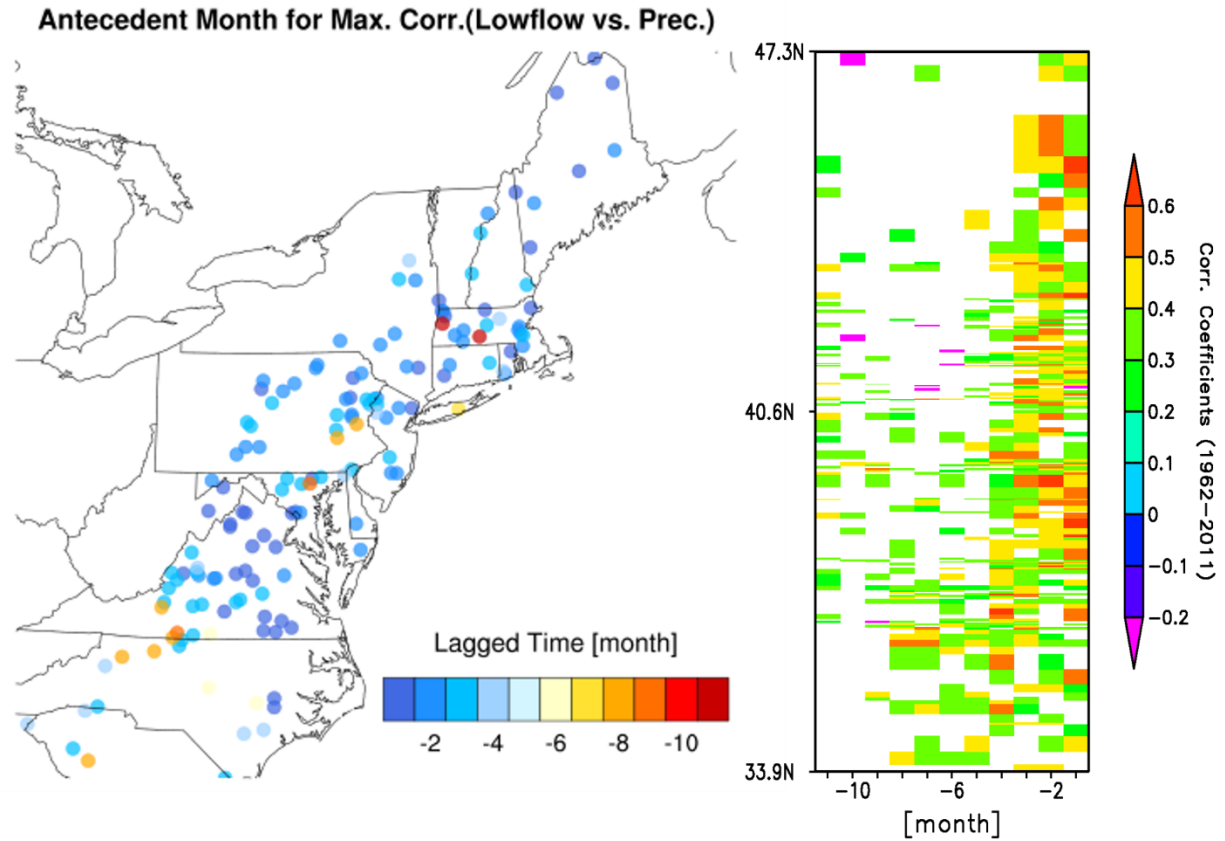 Antecedent Month for Max. Corr.(Lowflow vs. Prec.)
Lagged Time [month]
-2 -4 -6 -8 -10
47.3N
40.6N
33.9N
-10 -6 -2
[month]
0.6
0.5
0.4
0.3
0.2
0.1
0
-0.1
-0.2
Corr. Coefficients (1962-2011)